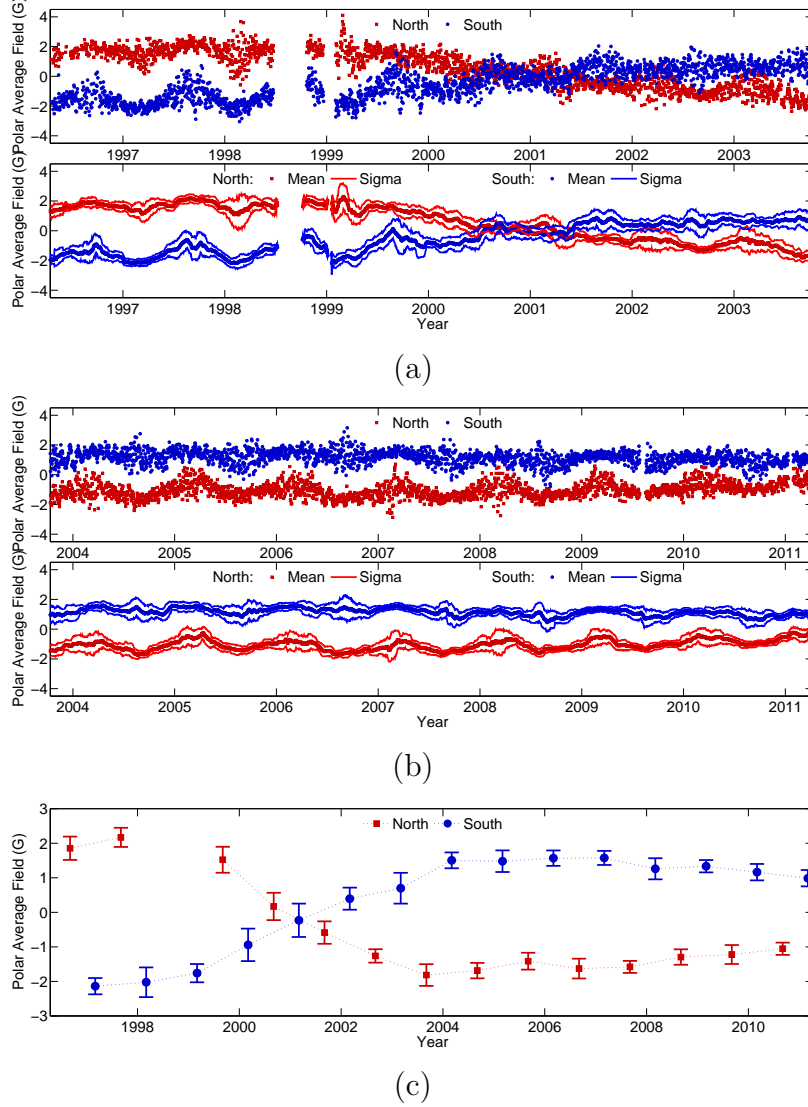 Polar Average Field (G)
North South
4
2
0
−2
−4
1997 1998 1999 2000 2001 2002 2003
Polar Average Field (G)
North: Mean Sigma South: Mean Sigma
4
2
0
−2
−4
1997 1998 1999 2000 2001 2002 2003
Year
(a)
Polar Average Field (G)
North South
4
2
0
−2
−4
2004 2005 2006 2007 2008 2009 2010 2011
Polar Average Field (G)
North: Mean Sigma South: Mean Sigma
4
2
0
−2
−4
2004 2005 2006 2007 2008 2009 2010 2011
Year
(b)
Polar Average Field (G)
North South
3
2
1
0
−1
−2
−3
1998 2000 2002 2004 2006 2008 2010
Year
(c)